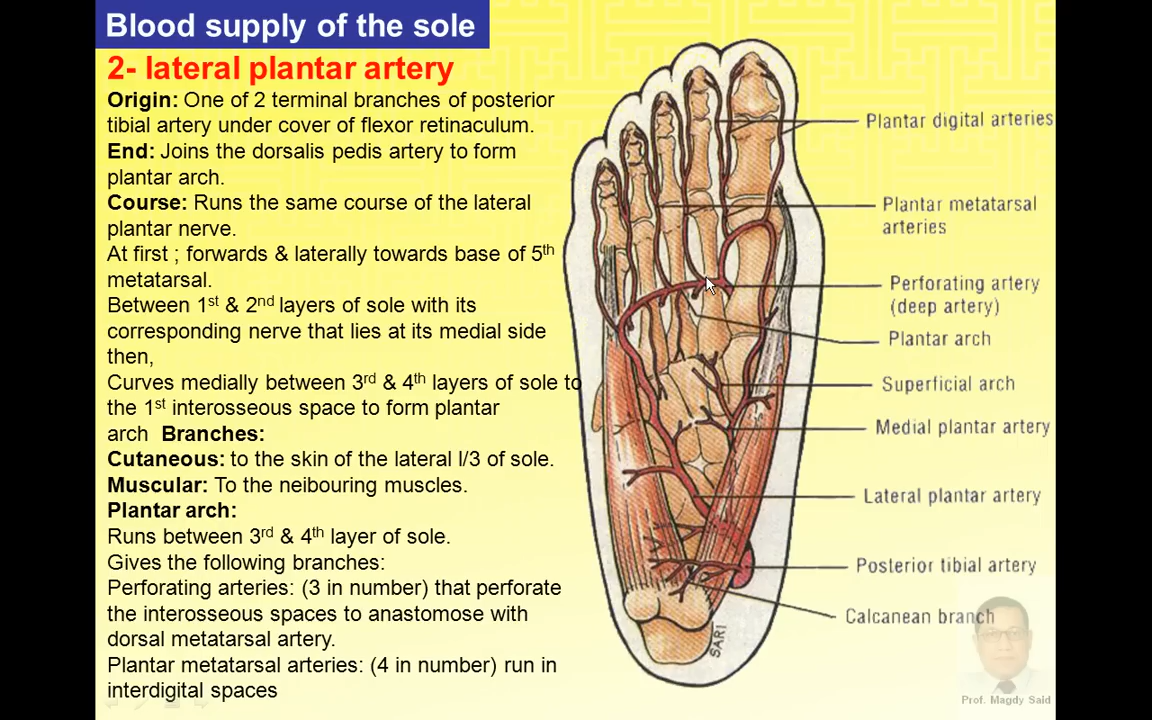 Blood supply of the sole
2- lateral plantar artery
Origin: One of 2 terminal branches of posterior
tibial artery under cover of flexor retinaculum.
End: Joins the dorsalis pedis artery to form
plantar arch.
Course: Runs the same course of the lateral
plantar nerve.
At first ; forwards & laterally towards base of 5th
metatarsal.
Between 1st & 2nd layers of sole with its
corresponding nerve that lies at its medial side
then,
Curves medially between 3rd & 4th layers of sole to
the 1st interosseous space to form plantar
arch Branches:
Cutaneous: to the skin of the lateral l/3 of sole.
Muscular: To the neibouring muscles.
Plantar arch:
Runs between 3rd & 4th layer of sole.
Gives the following branches:
Perforating arteries: (3 in number) that perforate
the interosseous spaces to anastomose with
dorsal metatarsal artery.
Plantar metatarsal arteries: (4 in number) run in
interdigital spaces
Plantar digital arteries
Plantar metatarsal
arteries
Perforating artery
(deep artery)
Plantar arch
Superficial arch
Medial plantar artery
Lateral plantar artery
Posterior tibial artery
Calcanean branch
SARI
Prof. Magdy Said